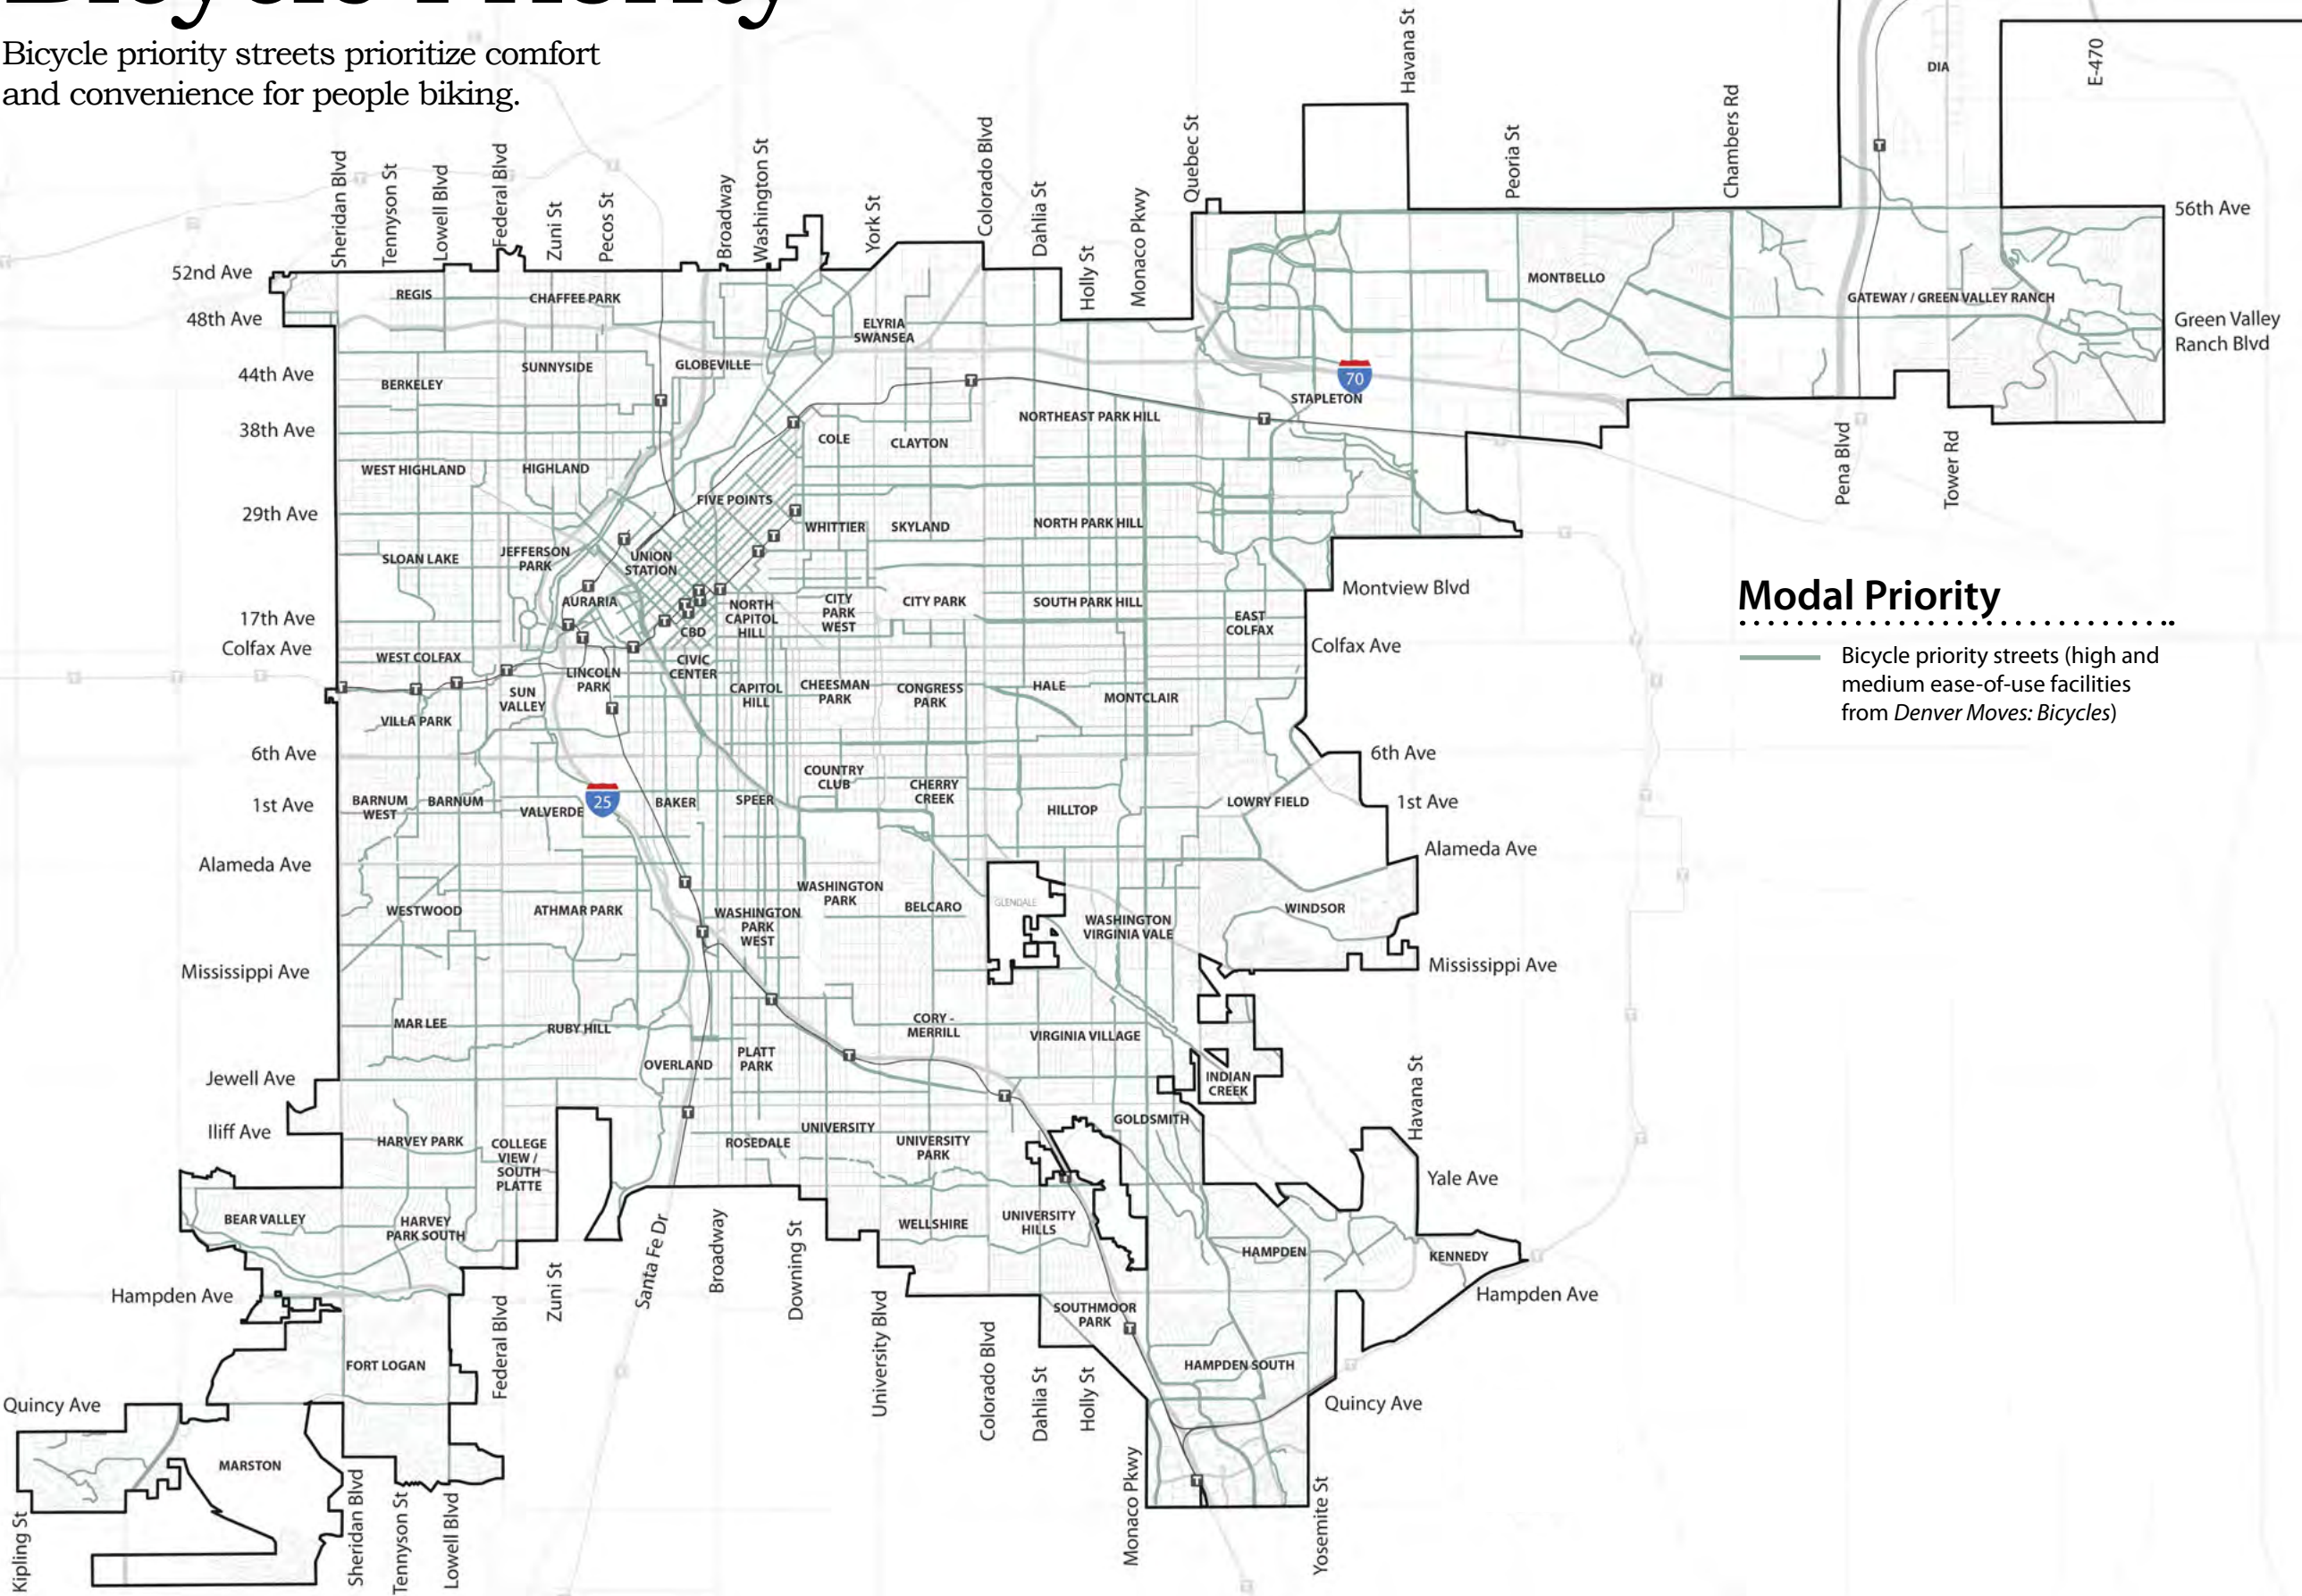 Bicycle Priority
Bicycle priority streets prioritize comfort
and convenience for people biking.
Sheridan Blvd
Tennyson St
Lowell Blvd
Federal Blvd
Zuni St
Pecos St
Broadway
Washington St
York St
Colorado Blvd
Dahlia St
Holly St
Monaco Pkwy
Quebec St
Havana St
Peoria St
Chambers Rd
DIA
E-470
56th Ave
52nd Ave
48th Ave
44th Ave
38th Ave
29th Ave
17th Ave
Colfax Ave
6th Ave
1st Ave
Alameda Ave
Mississippi Ave
Jewell Ave
Iliff Ave
Hampden Ave
Quincy Ave
Green Valley
Ranch Blvd
Pena Blvd
Tower Rd
Montview Blvd
Colfax Ave
6th Ave
1st Ave
Alameda Ave
Mississippi Ave
Havana St
Yale Ave
Hampden Ave
Quincy Ave
REGIS
CHAFFEE PARK
BERKELEY
SUNNYSIDE
GLOBEVILLE
ELYRIA
SWANSEA
MONTBELLO
GATEWAY / GREEN VALLEY RANCH
70
STAPLETON
NORTHEAST PARK HILL
COLE
CLAYTON
WEST HIGHLAND
HIGHLAND
FIVE POINTS
WHITTIER
SKYLAND
NORTH PARK HILL
SLOAN LAKE
JEFFERSON
PARK
UNION
STATION
AURARIA
CBD
NORTH
CAPITOL
HILL
CITY
PARK
WEST
CITY PARK
SOUTH PARK HILL
EAST
COLFAX
WEST COLFAX
LINCOLN
PARK
CIVIC
CENTER
SUN
VALLEY
CAPITOL
HILL
CHEESMAN
PARK
CONGRESS
PARK
HALE
MONTCLAIR
VILLA PARK
COUNTRY
CLUB
CHERRY
CREEK
BARNUM
WEST
BARNUM
VALVERDE
25
BAKER
SPEER
HILLTOP
LOWRY FIELD
WESTWOOD
ATHMAR PARK
WASHINGTON
PARK
WEST
WASHINGTON
PARK
BELCARO
GLENDALE
WASHINGTON
VIRGINIA VALE
WINDSOR
MAR LEE
RUBY HILL
CORY -
MERRILL
VIRGINIA VILLAGE
OVERLAND
PLATT
PARK
INDIAN
CREEK
HARVEY PARK
COLLEGE
VIEW /
SOUTH
PLATTE
ROSEDALE
UNIVERSITY
UNIVERSITY
PARK
GOLDSMITH
BEAR VALLEY
HARVEY
PARK SOUTH
WELLSHIRE
UNIVERSITY
HILLS
HAMPDEN
KENNEDY
SOUTHMOOR
PARK
HAMPDEN SOUTH
FORT LOGAN
MARSTON
Kipling St
Sheridan Blvd
Tennyson St
Lowell Blvd
Federal Blvd
Zuni St
Santa Fe Dr
Broadway
Downing St
University Blvd
Colorado Blvd
Dahlia St
Holly St
Monaco Pkwy
Yosemite St
Modal Priority
Bicycle priority streets (high and
medium ease-of-use facilities
from Denver Moves: Bicycles)